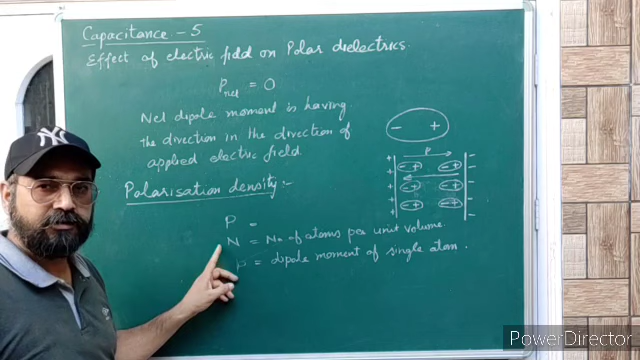 Capacitance - 5
Effect of electric field on Polar dielectrics.
Pnet = 0
Net dipole moment is having
the direction in the direction of
applied electric field
Polarisation density:-
P =
N = No of atoms per unit volume.
p = dipole moment of single atom.
- +
P
+ - + - + -
+ - + - + -
+ - + - + -
NY
PowerDirector